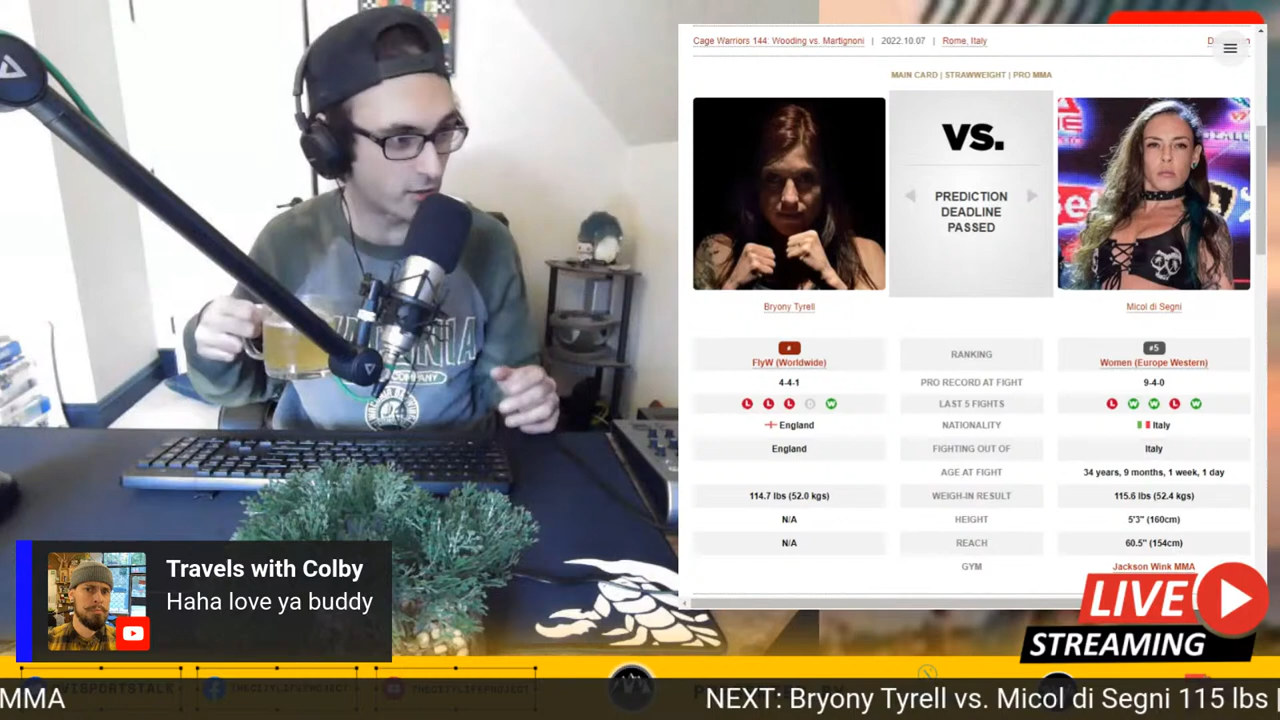 Cage Warriors 144: Wooding vs. Martignoni | 2022.10.07 | Rome, Italy
MAIN CARD | STRAWWEIGHT | PRO MMA
VS.
PREDICTION
DEADLINE
PASSED
Bryony Tyrell
Micol di Segni
# #5
FlyW (Worldwide) RANKING Women (Europe Western)
4-4-1 PRO RECORD AT FIGHT 9-4-0
L L L D W LAST 5 FIGHTS L W W L W
England NATIONALITY Italy
England FIGHTING OUT OF Italy
AGE AT FIGHT 34 years, 9 months, 1 week, 1 day
114.7 lbs (52.0 kgs) WEIGH-IN RESULT 115.6 lbs (52.4 kgs)
N/A HEIGHT 5'3" (160cm)
N/A REACH 60.5" (154cm)
GYM Jackson Wink MMA
Travels with Colby
Haha love ya buddy
LIVE
STREAMING
THECITYLIFEPROJECT
THECITYLIFEPROJECT
MMA
NEXT: Bryony Tyrell vs. Micol di Segni 115 lbs